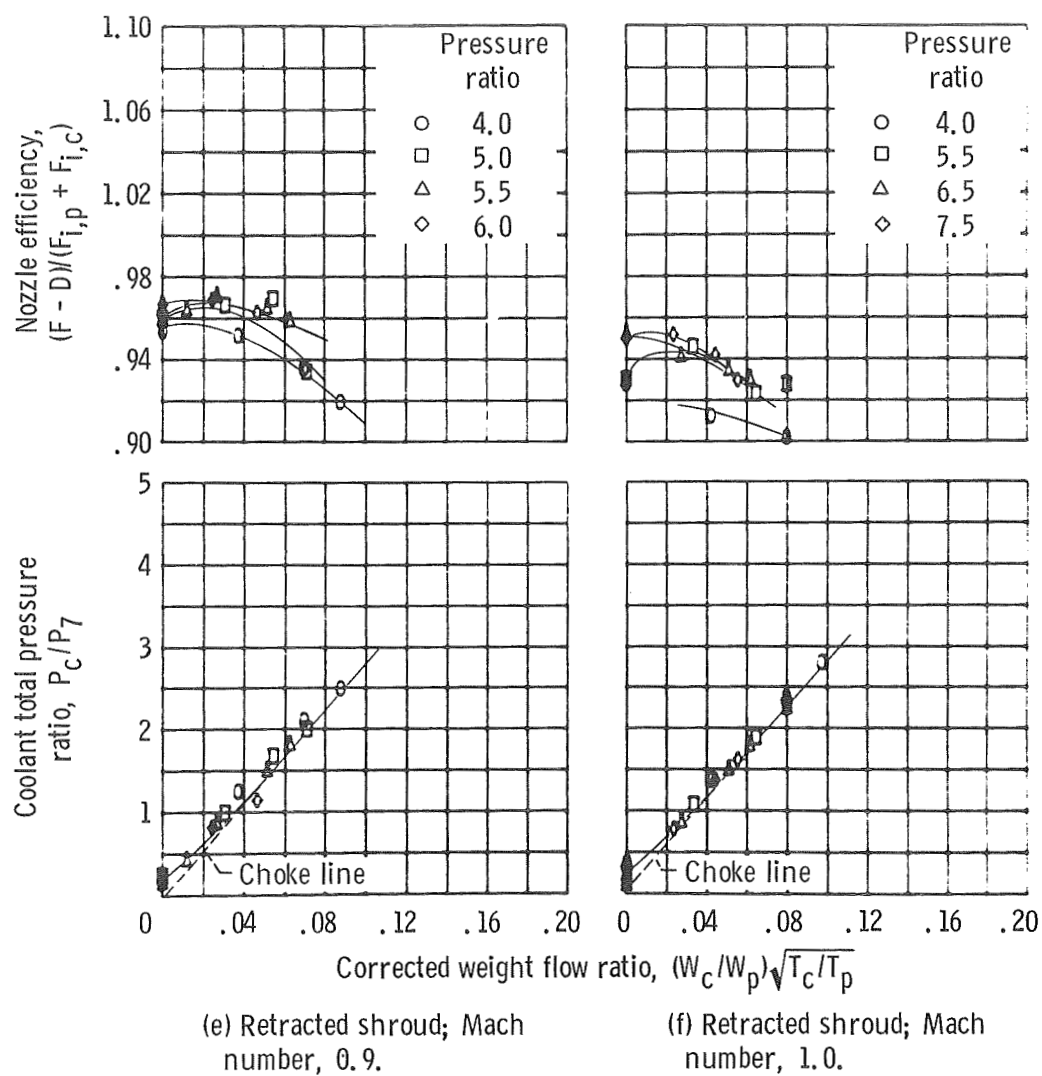 Nozzle efficiency,
(F - D)/(Fi,p + Fi,c)
1.10
1.06
1.02
.98
.94
.90
Pressure
ratio
4.0
5.0
5.5
6.0
Pressure
ratio
4.0
5.5
6.5
7.5
Coolant total pressure
ratio, Pc/P7
5
4
3
2
1
Choke line
Choke line
0 .04 .08 .12 .16 .20
0 .04 .08 .12 .16 .20
Corrected weight flow ratio, (Wc/Wp)√Tc/Tp
(e) Retracted shroud; Mach
number, 0.9.
(f) Retracted shroud; Mach
number, 1.0.